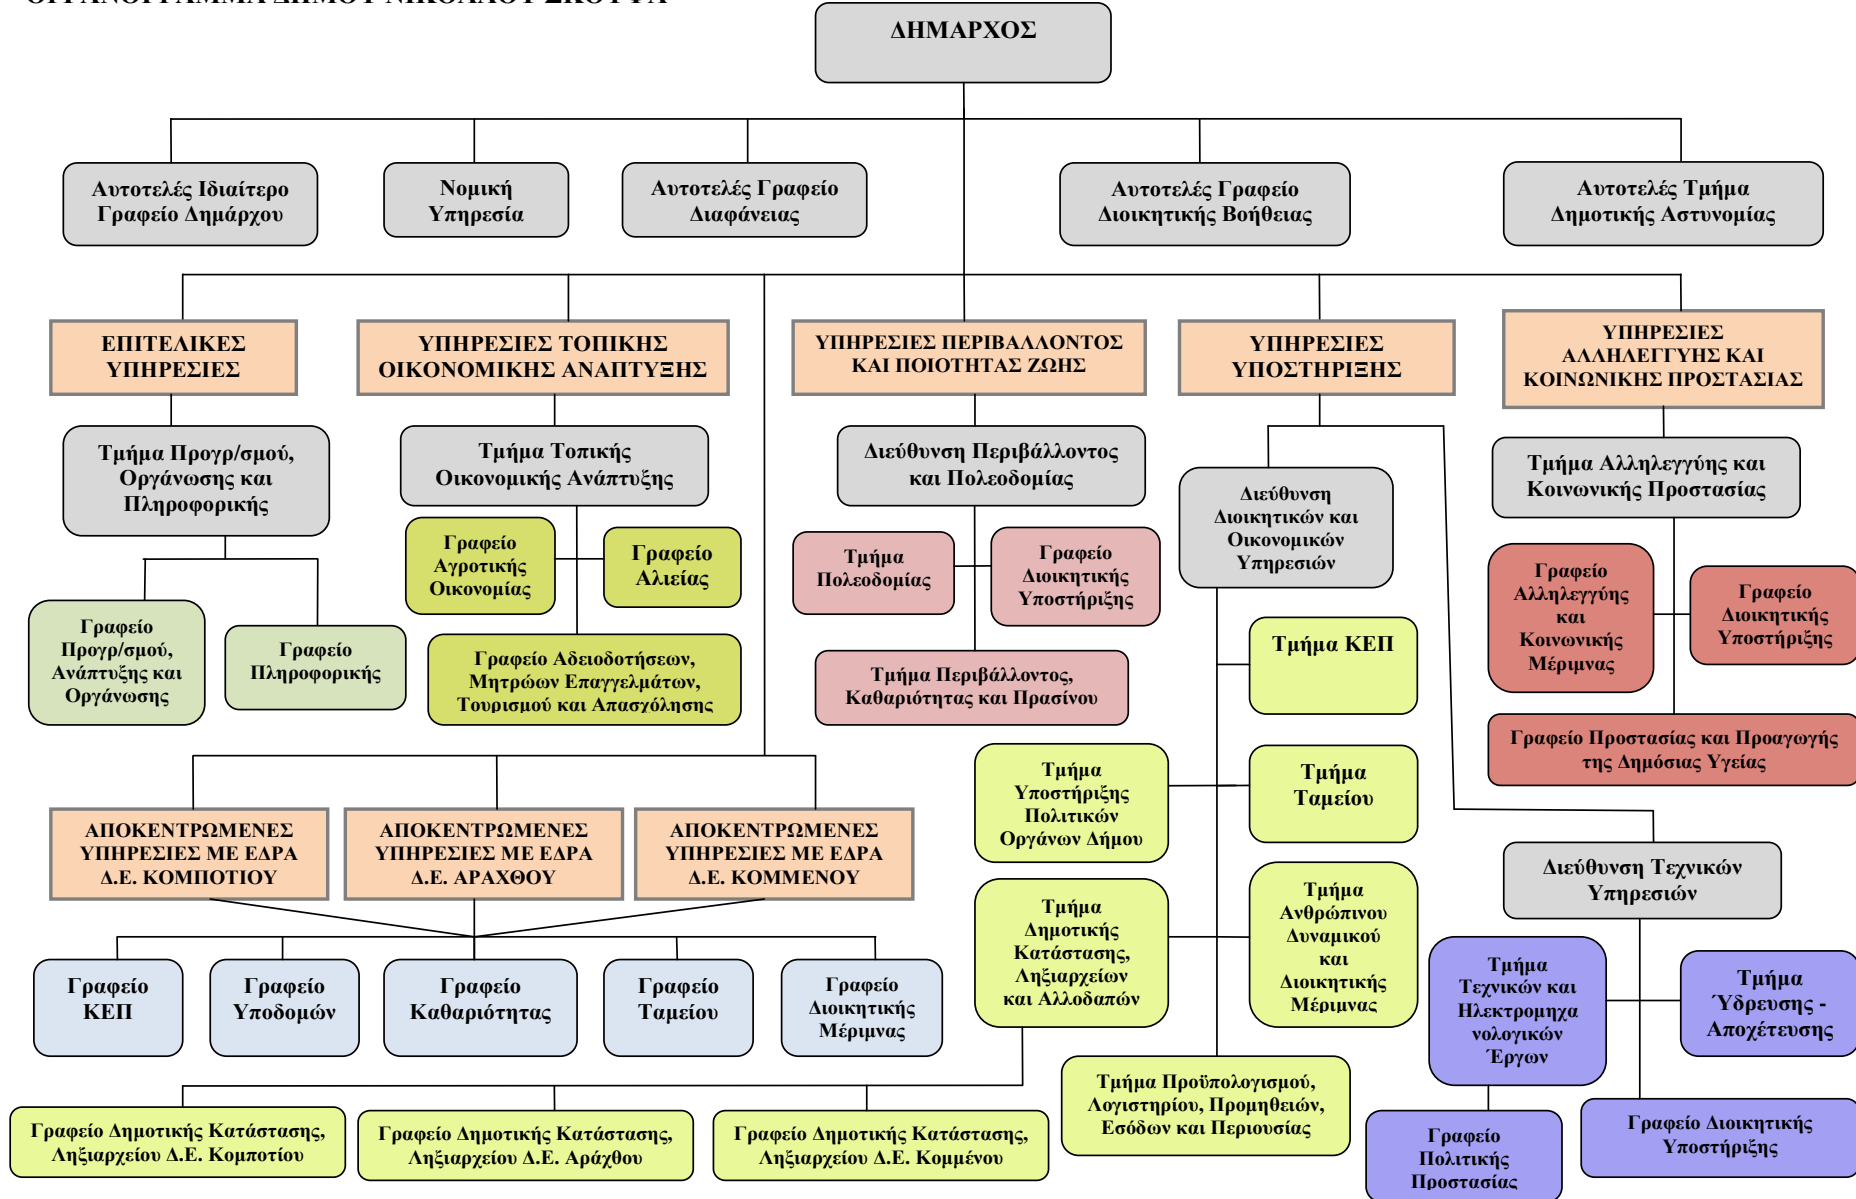 ΟΡΓΑΝΟΓΡΑΜΜΑ ΔΗΜΟΥ ΝΙΚΟΛΑΟΥ ΣΚΟΥΦΑ
ΔΗΜΑΡΧΟΣ
Αυτοτελές Ιδιαίτερο
Γραφείο Δημάρχου
Νομική
Υπηρεσία
Αυτοτελές Γραφείο
Διαφάνειας
Αυτοτελές Γραφείο
Διοικητικής Βοήθειας
Αυτοτελές Τμήμα
Δημοτικής Αστυνομίας
ΕΠΙΤΕΛΙΚΕΣ
ΥΠΗΡΕΣΙΕΣ
ΥΠΗΡΕΣΙΕΣ ΤΟΠΙΚΗΣ
ΟΙΚΟΝΟΜΙΚΗΣ ΑΝΑΠΤΥΞΗΣ
ΥΠΗΡΕΣΙΕΣ ΠΕΡΙΒΑΛΛΟΝΤΟΣ
ΚΑΙ ΠΟΙΟΤΗΤΑΣ ΖΩΗΣ
ΥΠΗΡΕΣΙΕΣ
ΥΠΟΣΤΗΡΙΞΗΣ
ΥΠΗΡΕΣΙΕΣ
ΑΛΛΗΛΕΓΓΥΗΣ ΚΑΙ
ΚΟΙΝΩΝΙΚΗΣ ΠΡΟΣΤΑΣΙΑΣ
Τμήμα Προγρ/σμού,
Οργάνωσης και
Πληροφορικής
Τμήμα Τοπικής
Οικονομικής Ανάπτυξης
Διεύθυνση Περιβάλλοντος
και Πολεοδομίας
Διεύθυνση
Διοικητικών και
Οικονομικών
Υπηρεσιών
Τμήμα Αλληλεγγύης και
Κοινωνικής Προστασίας
Γραφείο
Αγροτικής
Οικονομίας
Γραφείο
Αλιείας
Τμήμα
Πολεοδομίας
Γραφείο
Διοικητικής
Υποστήριξης
Γραφείο
Αλληλεγγύης
και
Κοινωνικής
Μέριμνας
Γραφείο
Διοικητικής
Υποστήριξης
Γραφείο
Προγρ/σμού,
Ανάπτυξης και
Οργάνωσης
Γραφείο
Πληροφορικής
Γραφείο Αδειοδοτήσεων,
Μητρώων Επαγγελμάτων,
Τουρισμού και Απασχόλησης
Τμήμα Περιβάλλοντος,
Καθαριότητας και Πρασίνου
Τμήμα ΚΕΠ
Γραφείο Προστασίας και Προαγωγής
της Δημόσιας Υγείας
Τμήμα
Υποστήριξης
Πολιτικών
Οργάνων Δήμου
Τμήμα
Ταμείου
ΑΠΟΚΕΝΤΡΩΜΕΝΕΣ
ΥΠΗΡΕΣΙΕΣ ΜΕ ΕΔΡΑ
Δ.Ε. ΚΟΜΠΟΤΙΟΥ
ΑΠΟΚΕΝΤΡΩΜΕΝΕΣ
ΥΠΗΡΕΣΙΕΣ ΜΕ ΕΔΡΑ
Δ.Ε. ΑΡΑΧΘΟΥ
ΑΠΟΚΕΝΤΡΩΜΕΝΕΣ
ΥΠΗΡΕΣΙΕΣ ΜΕ ΕΔΡΑ
Δ.Ε. ΚΟΜΜΕΝΟΥ
Διεύθυνση Τεχνικών
Υπηρεσιών
Τμήμα
Δημοτικής
Κατάστασης,
Ληξιαρχείων
και Αλλοδαπών
Τμήμα
Ανθρώπινου
Δυναμικού
και
Διοικητικής
Μέριμνας
Γραφείο
ΚΕΠ
Γραφείο
Υποδομών
Γραφείο
Καθαριότητας
Γραφείο
Ταμείου
Γραφείο
Διοικητικής
Μέριμνας
Τμήμα
Τεχνικών και
Ηλεκτρομηχα
νολογικών
Έργων
Τμήμα
Ύδρευσης -
Αποχέτευσης
Τμήμα Προϋπολογισμού,
Λογιστηρίου, Προμηθειών,
Εσόδων και Περιουσίας
Γραφείο Δημοτικής Κατάστασης,
Ληξιαρχείου Δ.Ε. Κομποτίου
Γραφείο Δημοτικής Κατάστασης,
Ληξιαρχείου Δ.Ε. Αράχθου
Γραφείο Δημοτικής Κατάστασης,
Ληξιαρχείου Δ.Ε. Κομμένου
Γραφείο
Πολιτικής
Προστασίας
Γραφείο Διοικητικής
Υποστήριξης